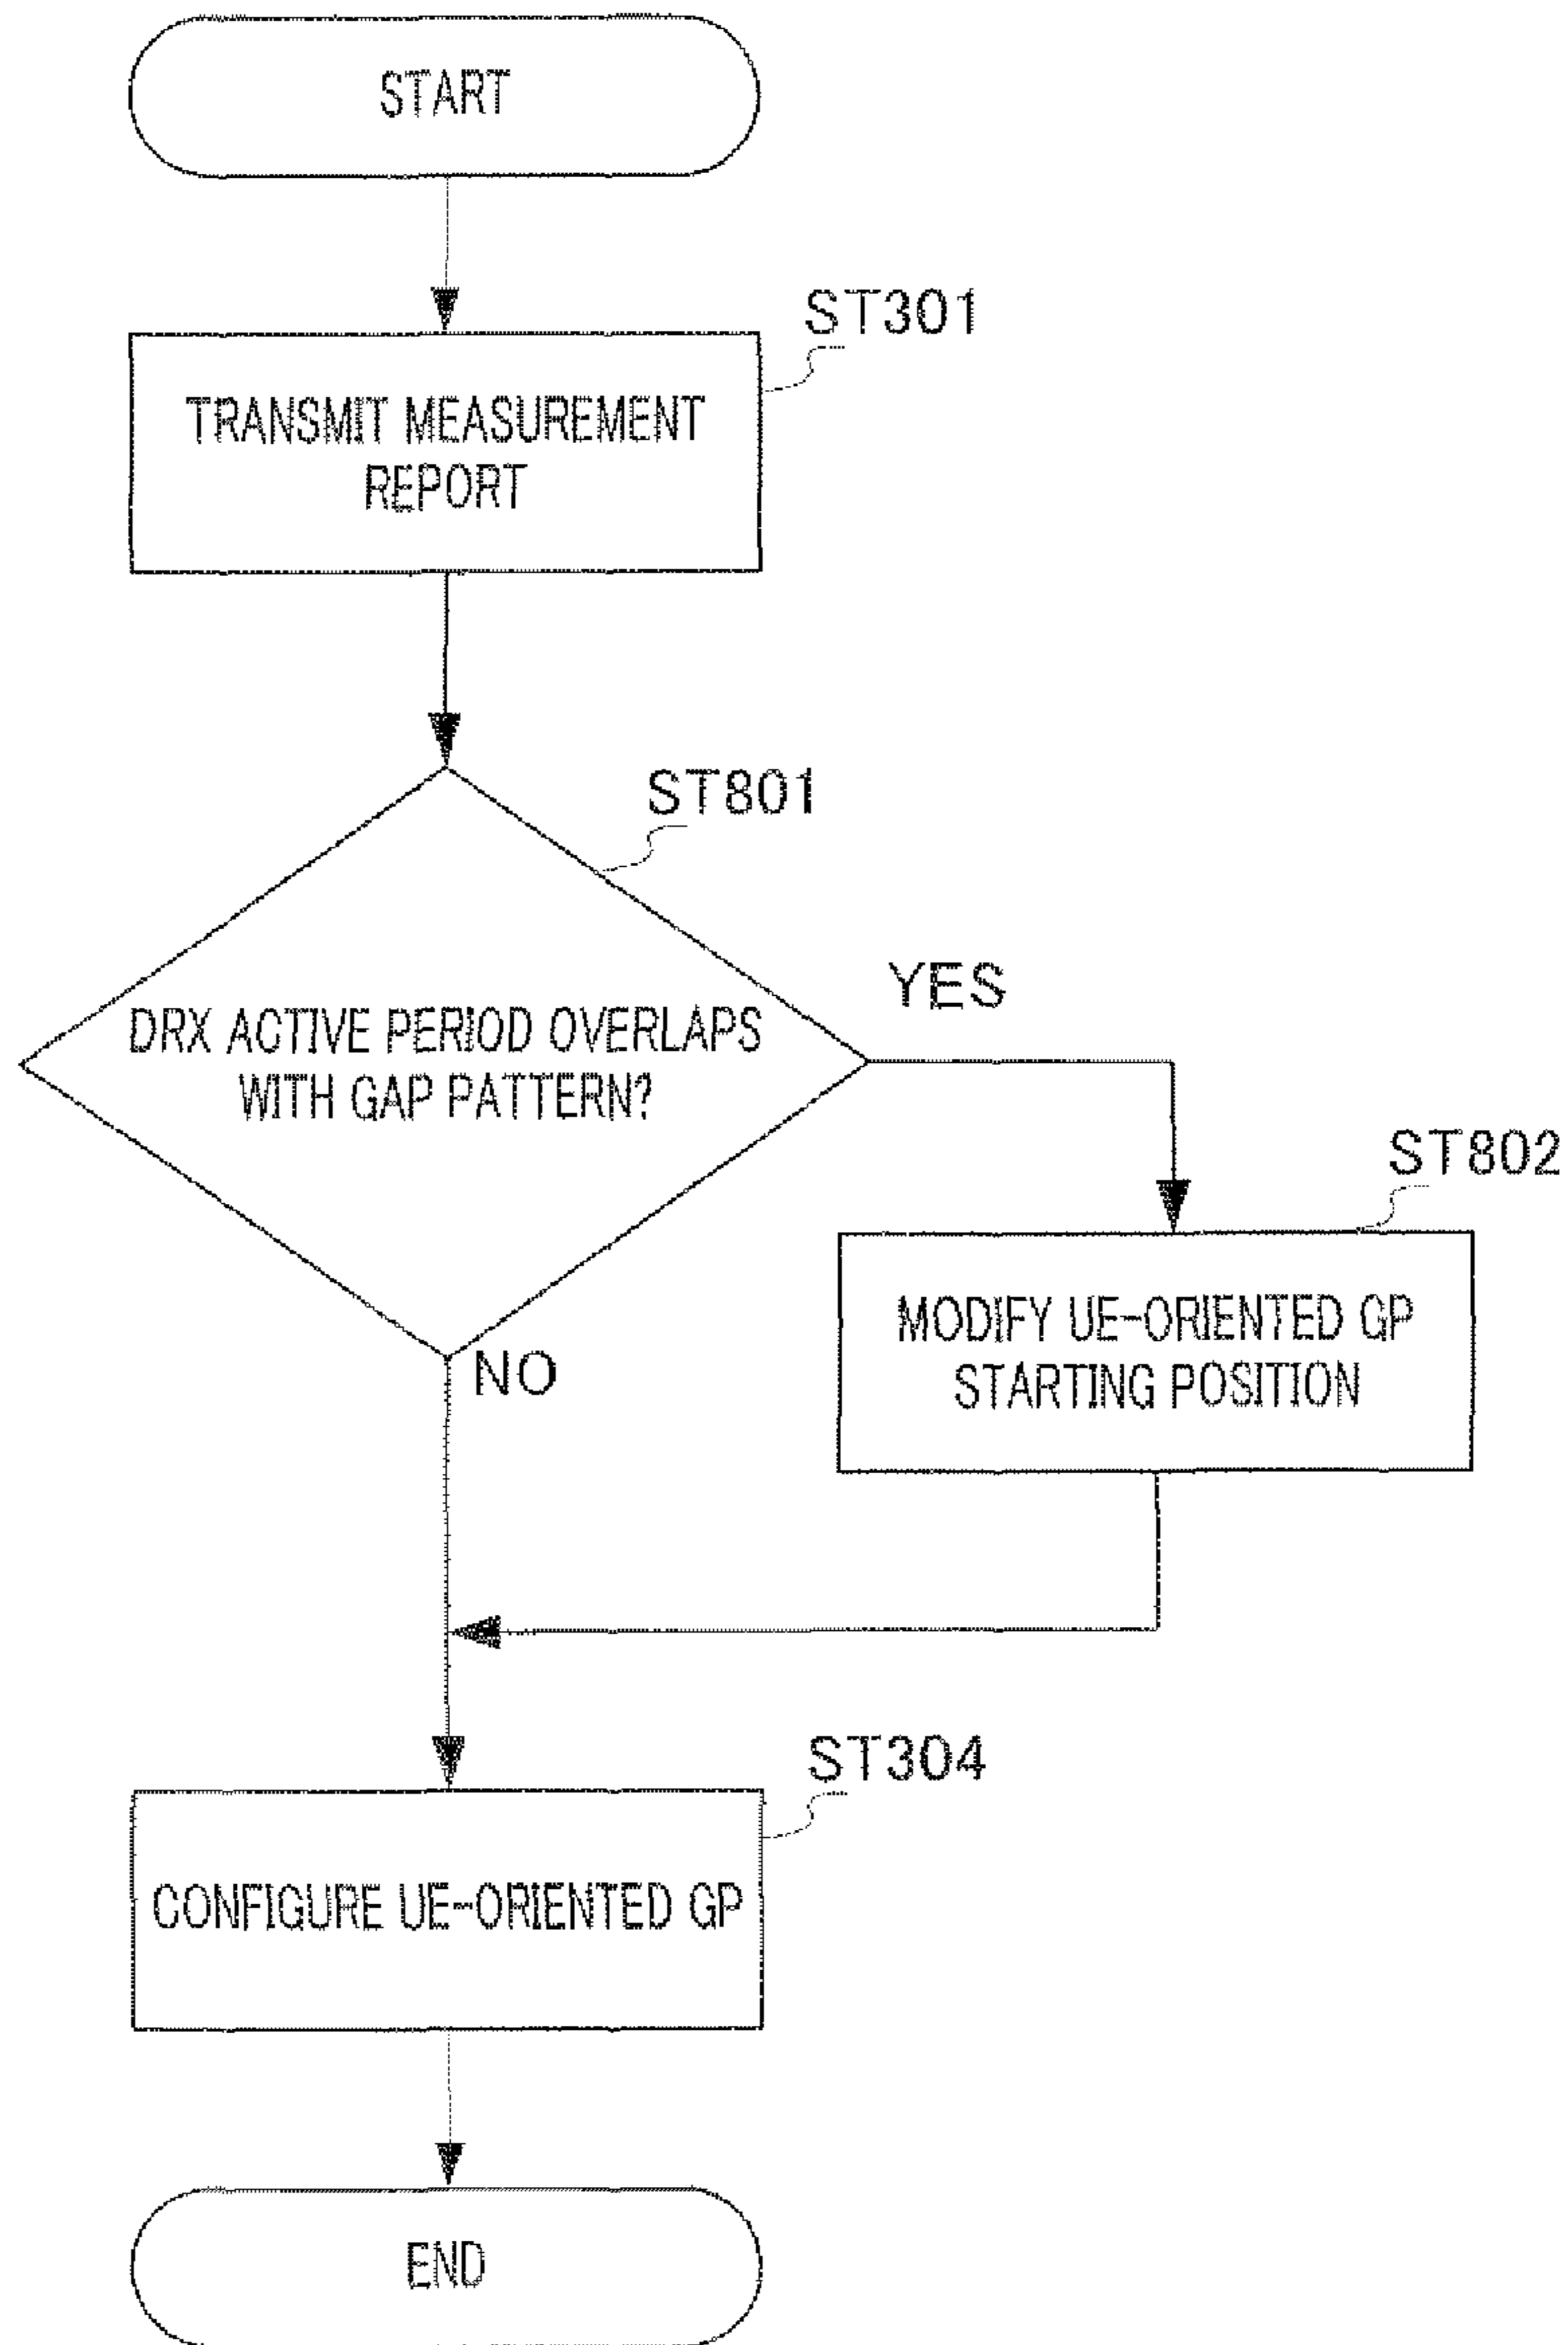 START
ST301
TRANSMIT MEASUREMENT
REPORT
ST801
DRX ACTIVE PERIOD OVERLAPS
WITH GAP PATTERN?
YES
ST802
MODIFY UE-ORIENTED GP
STARTING POSITION
NO
ST304
CONFIGURE UE-ORIENTED GP
END